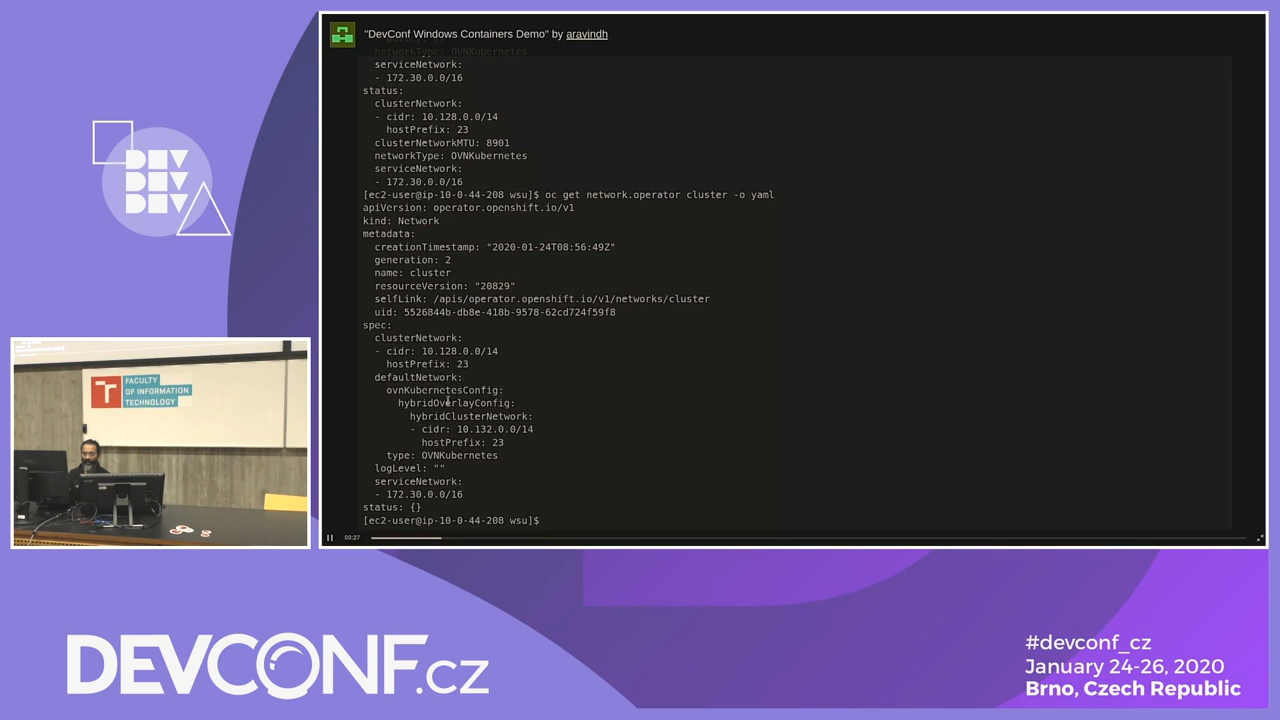 "DevConf Windows Containers Demo" by aravindh
networkType: OVNKubernetes
serviceNetwork:
- 172.30.0.0/16
status:
clusterNetwork:
- cidr: 10.128.0.0/14
hostPrefix: 23
clusterNetworkMTU: 8901
networkType: OVNKubernetes
serviceNetwork:
- 172.30.0.0/16
[ec2-user@ip-10-0-44-208 wsu]$ oc get network.operator cluster -o yaml
apiVersion: operator.openshift.io/v1
kind: Network
metadata:
creationTimestamp: "2020-01-24T08:56:49Z"
generation: 2
name: cluster
resourceVersion: "20829"
selfLink: /apis/operator.openshift.io/v1/networks/cluster
uid: 5526844b-db8e-418b-9578-62cd724f59f8
spec:
clusterNetwork:
- cidr: 10.128.0.0/14
hostPrefix: 23
defaultNetwork:
ovnKubernetesConfig:
hybridOverlayConfig:
hybridClusterNetwork:
- cidr: 10.132.0.0/14
hostPrefix: 23
type: OVNKubernetes
logLevel: ""
serviceNetwork:
- 172.30.0.0/16
status: {}
[ec2-user@ip-10-0-44-208 wsu]$
00:27
DEV
DEV
DEV
FACULTY
OF INFORMATION
TECHNOLOGY
DEVCONF.cz
#devconf_cz
January 24-26, 2020
Brno, Czech Republic